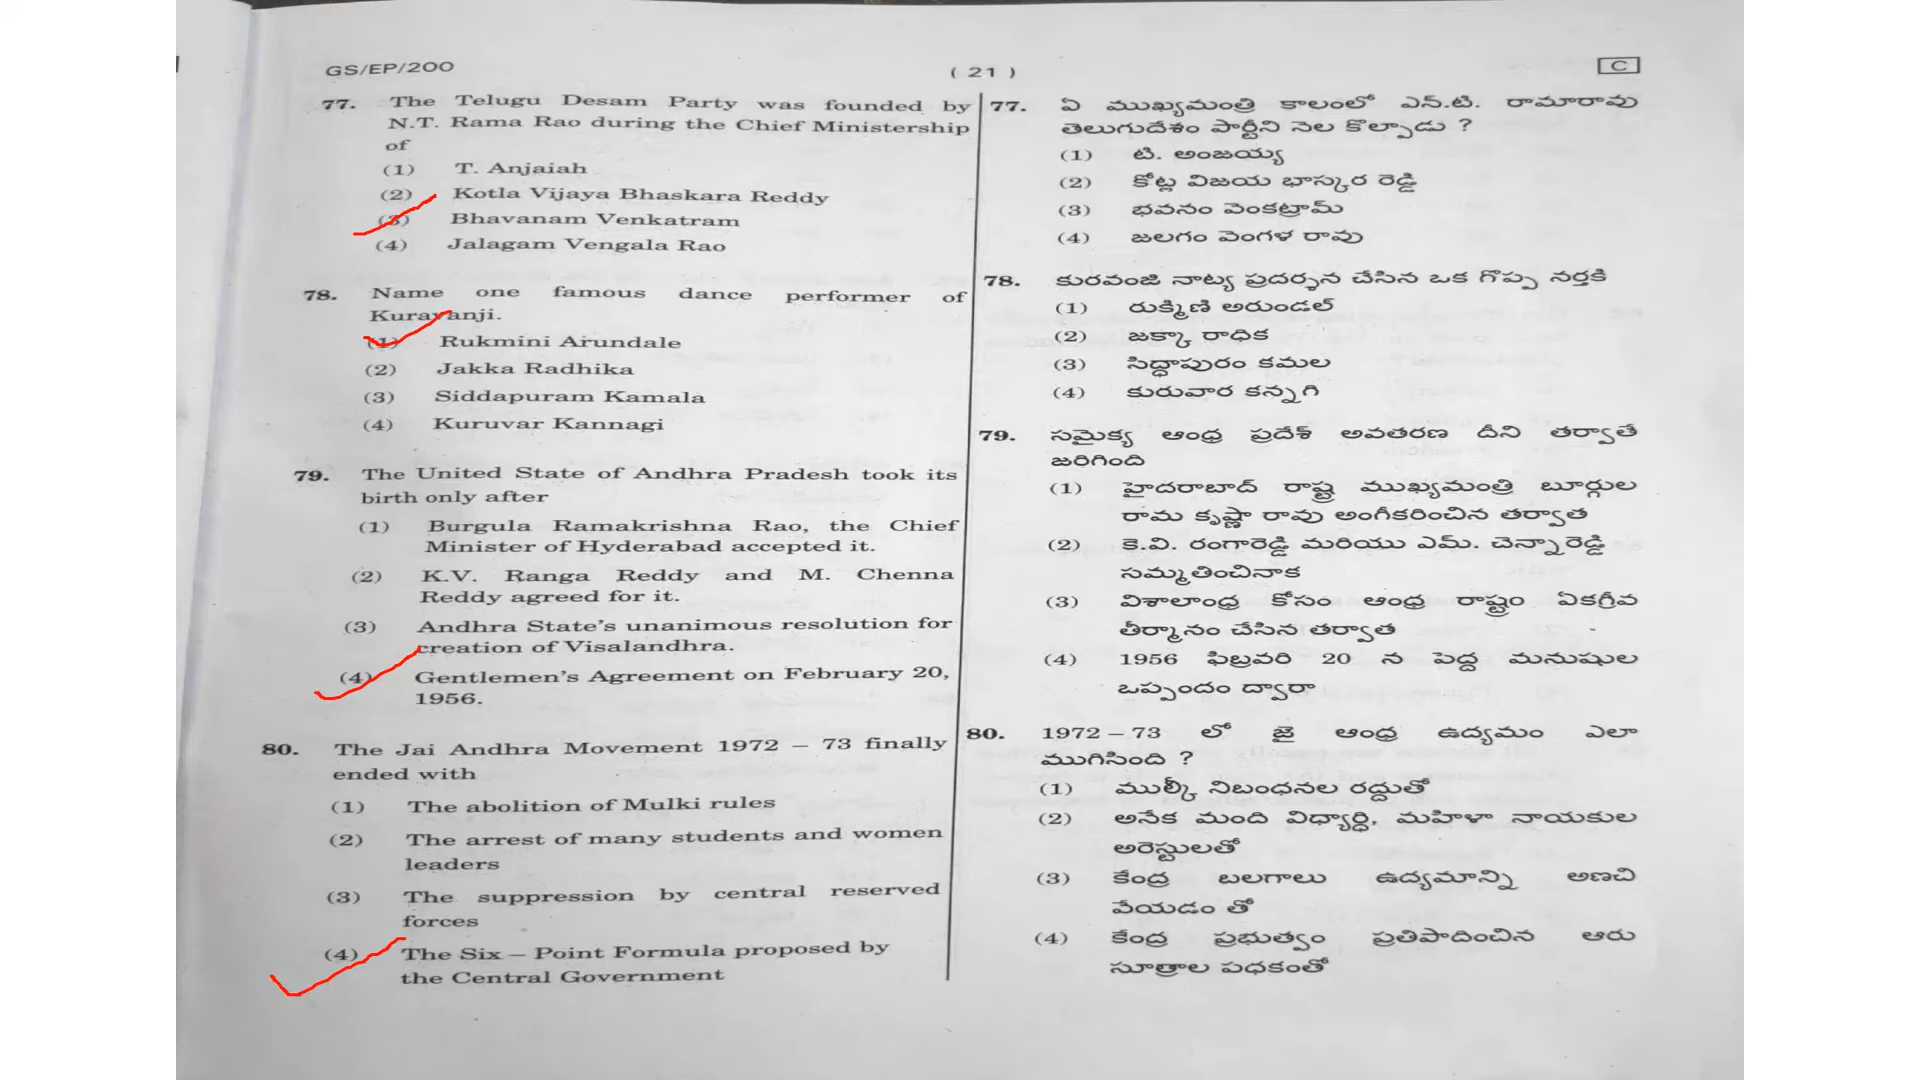 GS/EP/200
( 21 )
C
77. The Telugu Desam Party was founded by
N.T. Rama Rao during the Chief Ministership
of
(1) T. Anjaiah
(2) Kotla Vijaya Bhaskara Reddy
(3) Bhavanam Venkatram
(4) Jalagam Vengala Rao
78. Name one famous dance performer of
Kuravanji.
(1) Rukmini Arundale
(2) Jakka Radhika
(3) Siddapuram Kamala
(4) Kuruvar Kannagi
79. The United State of Andhra Pradesh took its
birth only after
(1) Burgula Ramakrishna Rao, the Chief
Minister of Hyderabad accepted it.
(2) K.V. Ranga Reddy and M. Chenna
Reddy agreed for it.
(3) Andhra State's unanimous resolution for
creation of Visalandhra.
(4) Gentlemen's Agreement on February 20,
1956.
80. The Jai Andhra Movement 1972 – 73 finally
ended with
(1) The abolition of Mulki rules
(2) The arrest of many students and women
leaders
(3) The suppression by central reserved
forces
(4) The Six – Point Formula proposed by
the Central Government
77. ఏ ముఖ్యమంత్రి కాలంలో ఎన్.టి. రామారావు
తెలుగుదేశం పార్టీని నెల కొల్పాడు ?
(1) టి. అంజయ్య
(2) కోట్ల విజయ భాస్కర రెడ్డి
(3) భవనం వెంకట్రామ్
(4) జలగం వెంగళ రావు
78. కురవంజి నాట్య ప్రదర్శన చేసిన ఒక గొప్ప నర్తకి
(1) రుక్మిణి అరుండల్
(2) జక్కా రాధిక
(3) సిద్ధాపురం కమల
(4) కురువార కన్నగి
79. సమైక్య ఆంధ్ర ప్రదేశ్ అవతరణ దీని తర్వాతే
జరిగింది
(1) హైదరాబాద్ రాష్ట్ర ముఖ్యమంత్రి బూర్గుల
రామ కృష్ణా రావు అంగీకరించిన తర్వాత
(2) కె.వి. రంగారెడ్డి మరియు ఎమ్. చెన్నారెడ్డి
సమ్మతించినాక
(3) విశాలాంధ్ర కోసం ఆంధ్ర రాష్ట్రం ఏకగ్రీవ
తీర్మానం చేసిన తర్వాత
(4) 1956 ఫిబ్రవరి 20 న పెద్ద మనుషుల
ఒప్పందం ద్వారా
80. 1972 – 73 లో జై ఆంధ్ర ఉద్యమం ఎలా
ముగిసింది ?
(1) ముల్కీ నిబంధనల రద్దుతో
(2) అనేక మంది విధ్యార్ధి, మహిళా నాయకుల
అరెస్టులతో
(3) కేంద్ర బలగాలు ఉద్యమాన్ని అణచి
వేయడం తో
(4) కేంద్ర ప్రభుత్వం ప్రతిపాదించిన ఆరు
సూత్రాల పధకంతో